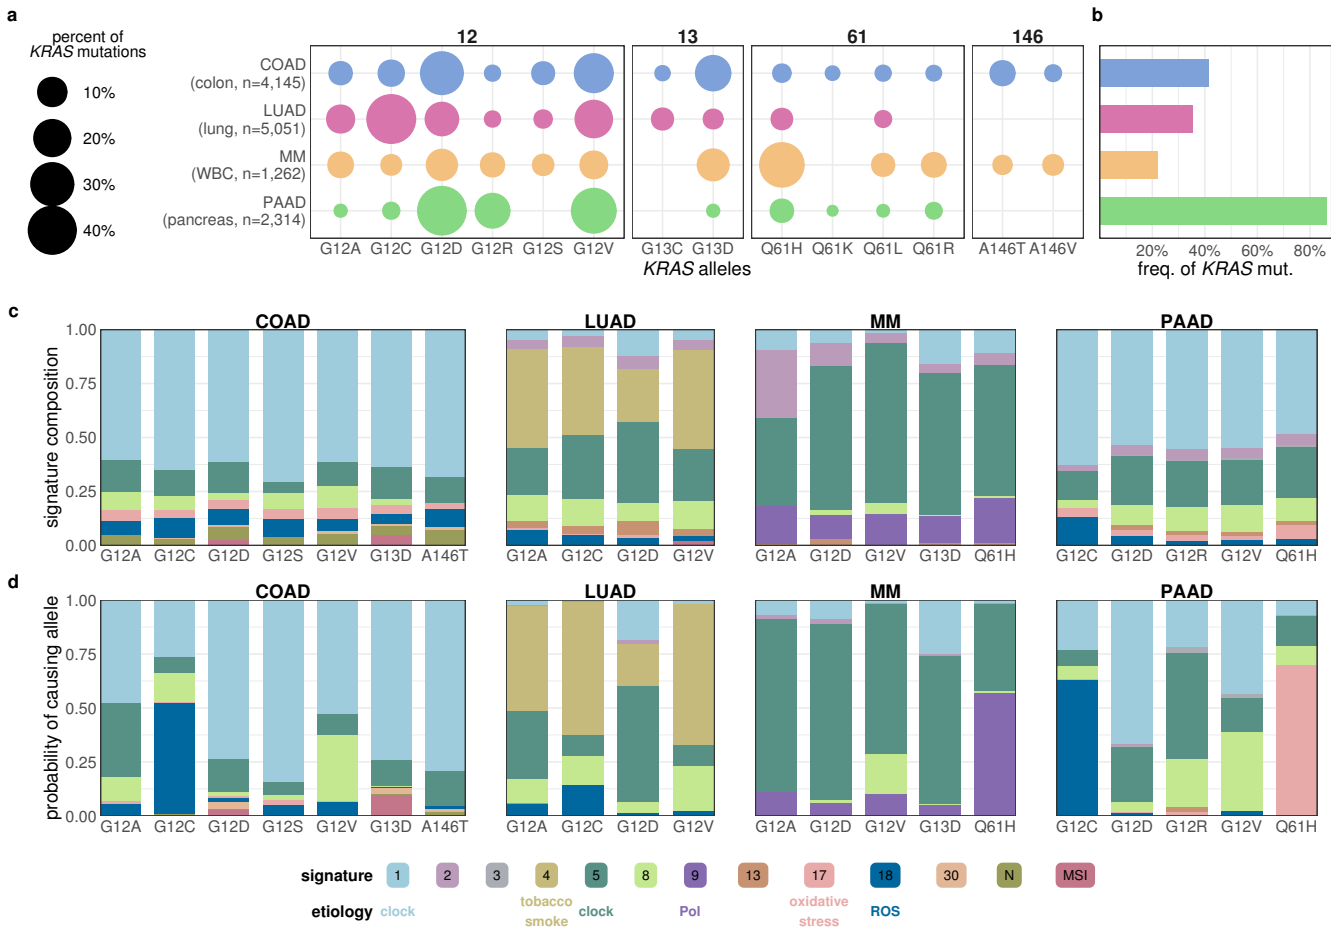 a
b
percent of
KRAS mutations
10%
20%
30%
40%
12
13
61
146
COAD
(colon, n=4,145)
LUAD
(lung, n=5,051)
MM
(WBC, n=1,262)
PAAD
(pancreas, n=2,314)
G12A G12C G12D G12R G12S G12V G13C G13D Q61H Q61K Q61L Q61R A146T A146V
KRAS alleles
20% 40% 60% 80%
freq. of KRAS mut.
c
COAD LUAD MM PAAD
signature composition
1.00
0.75
0.50
0.25
0.00
G12A G12C G12D G12S G12V G13D A146T G12A G12C G12D G12V G12A G12D G12V G13D Q61H G12C G12D G12R G12V Q61H
d
COAD LUAD MM PAAD
probability of causing allele
1.00
0.75
0.50
0.25
0.00
G12A G12C G12D G12S G12V G13D A146T G12A G12C G12D G12V G12A G12D G12V G13D Q61H G12C G12D G12R G12V Q61H
signature 1 2 3 4 5 8 9 13 17 18 30 N MSI
etiology clock tobacco smoke clock Pol oxidative stress ROS